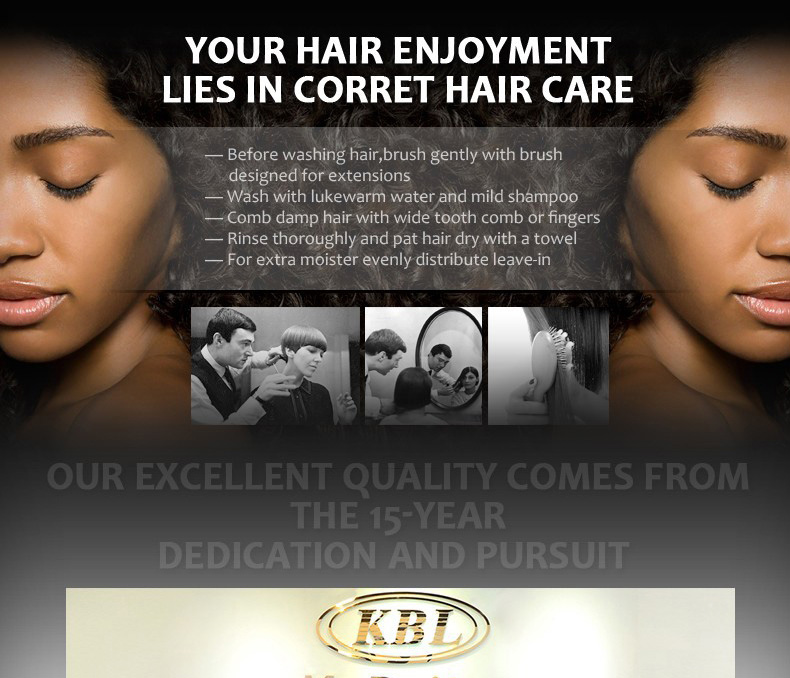 YOUR HAIR ENJOYMENT
LIES IN CORRET HAIR CARE
— Before washing hair,brush gently with brush
designed for extensions
— Wash with lukewarm water and mild shampoo
— Comb damp hair with wide tooth comb or fingers
— Rinse thoroughly and pat hair dry with a towel
— For extra moister evenly distribute leave-in
OUR EXCELLENT QUALITY COMES FROM
THE 15-YEAR
DEDICATION AND PURSUIT
KBL